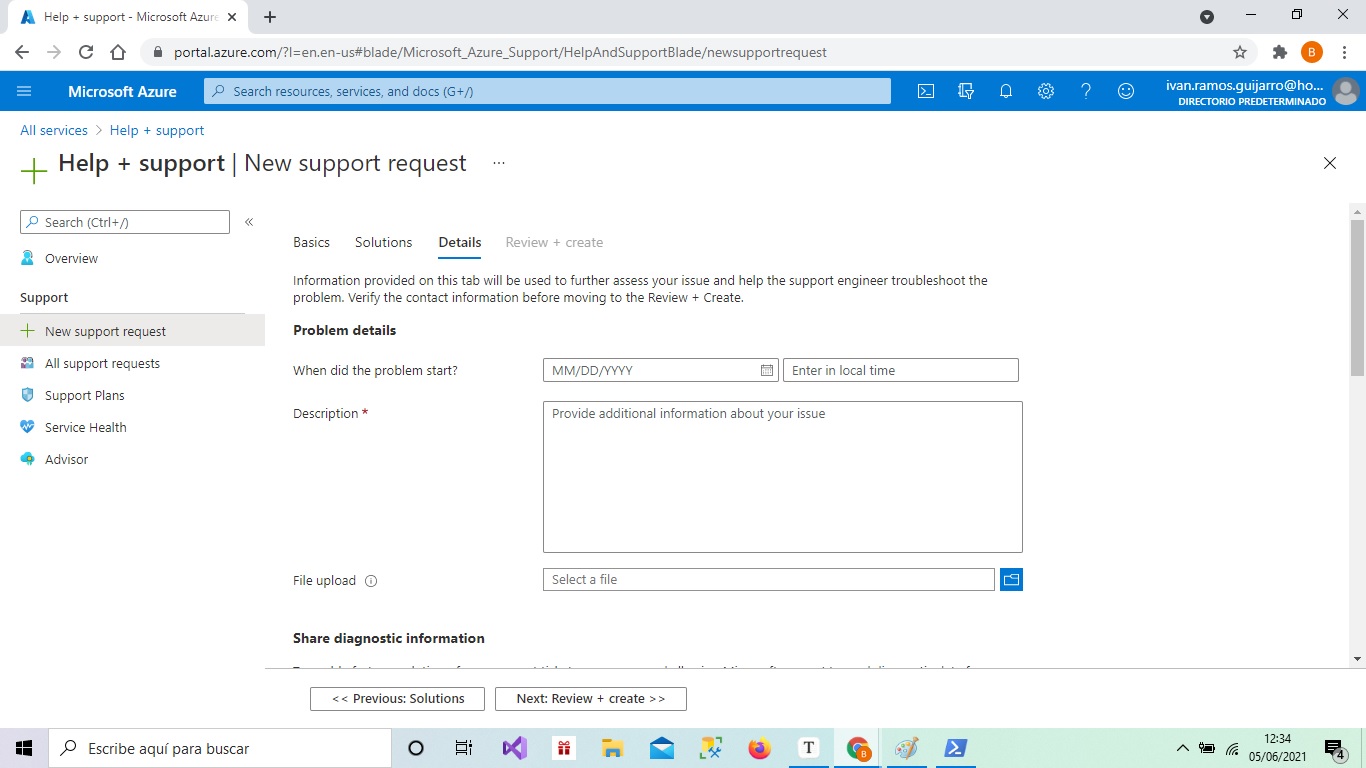 Help + support - Microsoft Azure
portal.azure.com/?l=en.en-us#blade/Microsoft_Azure_Support/HelpAndSupportBlade/newsupportrequest
B
Microsoft Azure
Search resources, services, and docs (G+/)
ivan.ramos.guijarro@ho...
DIRECTORIO PREDETERMINADO
All services > Help + support
Help + support | New support request ...
Search (Ctrl+/)
«
Overview
Support
New support request
All support requests
Support Plans
Service Health
Advisor
Basics Solutions Details Review + create
Information provided on this tab will be used to further assess your issue and help the support engineer troubleshoot the
problem. Verify the contact information before moving to the Review + Create.
Problem details
When did the problem start? MM/DD/YYYY Enter in local time
Description * Provide additional information about your issue
File upload Select a file
Share diagnostic information
<< Previous: Solutions Next: Review + create >>
Escribe aquí para buscar
T
B
12:34
05/06/2021
4